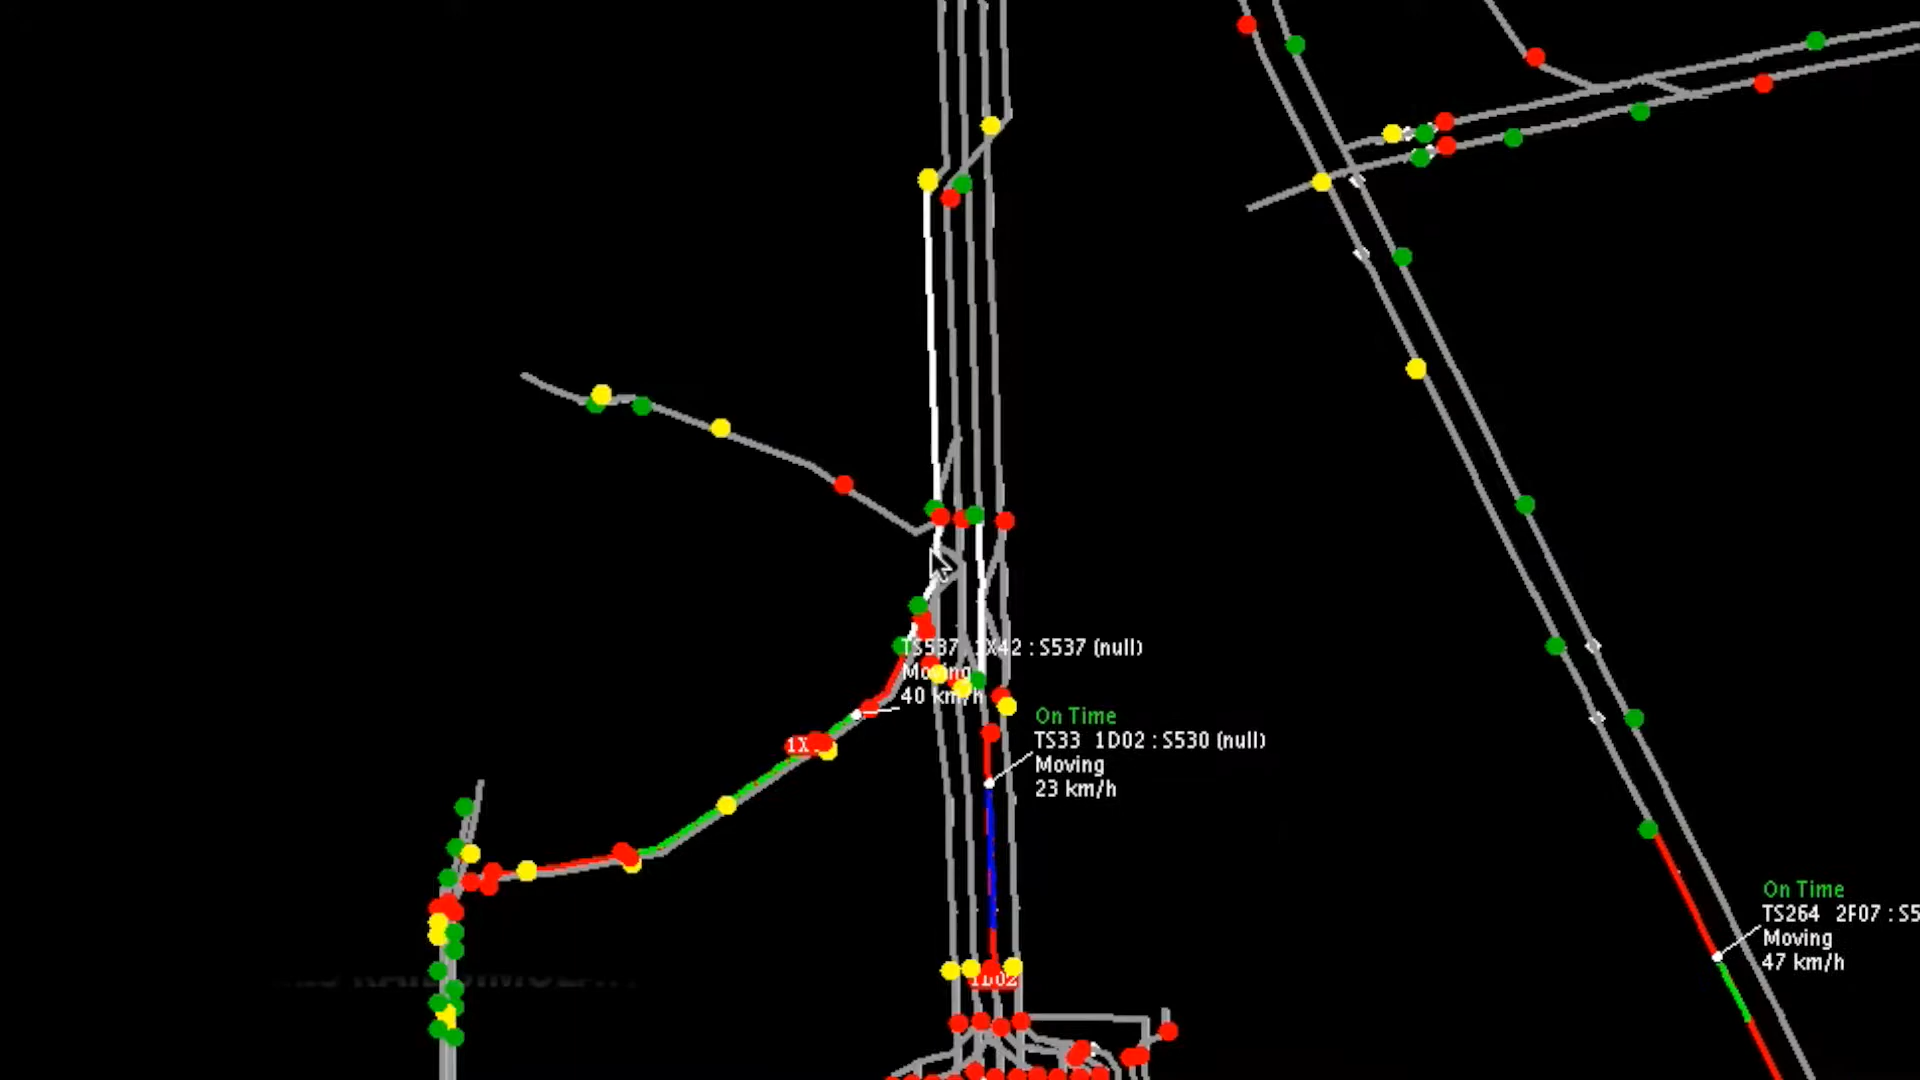 TS537 1X42 : S537 (null)
Moving
40 km/h
On Time
TS33 1D02 : S530 (null)
Moving
23 km/h
1X
On Time
TS264 2F07 : S5
Moving
47 km/h
1D02